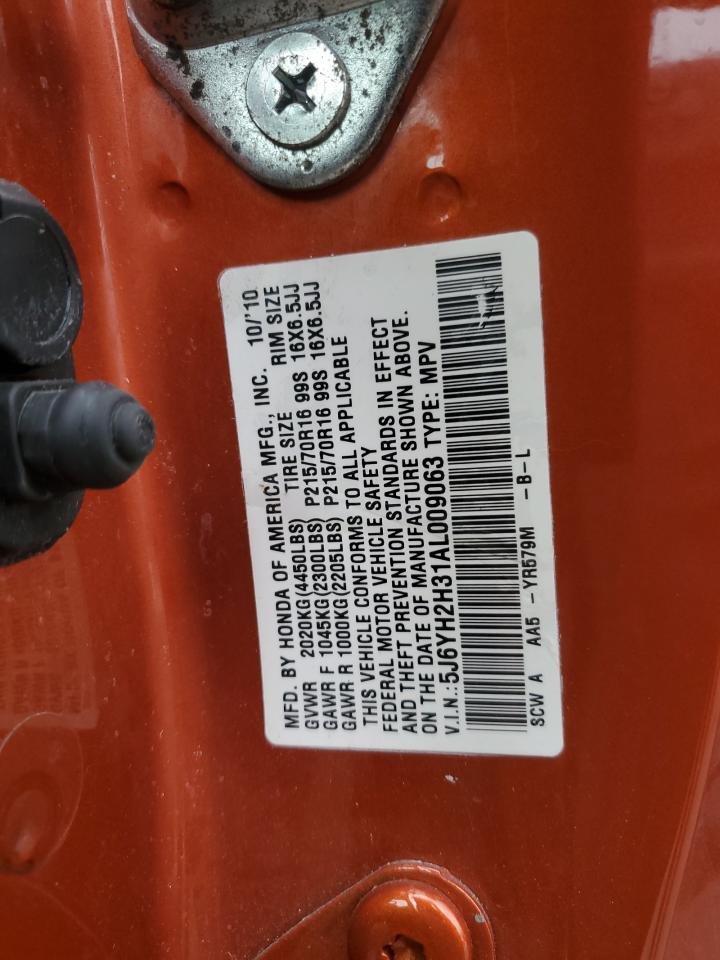 MFD. BY HONDA OF AMERICA MFG., INC. 10/'10
GVWR 2020KG(4450LBS) TIRE SIZE RIM SIZE
GAWR F 1045KG(2300LBS) P215/70R16 99S 16X6.5JJ
GAWR R 1000KG(2205LBS) P215/70R16 99S 16X6.5JJ
THIS VEHICLE CONFORMS TO ALL APPLICABLE
FEDERAL MOTOR VEHICLE SAFETY
AND THEFT PREVENTION STANDARDS IN EFFECT
ON THE DATE OF MANUFACTURE SHOWN ABOVE.
V.I.N.:5J6YH2H31AL009063 TYPE: MPV
SCW A AA5 -YR579M -B-L